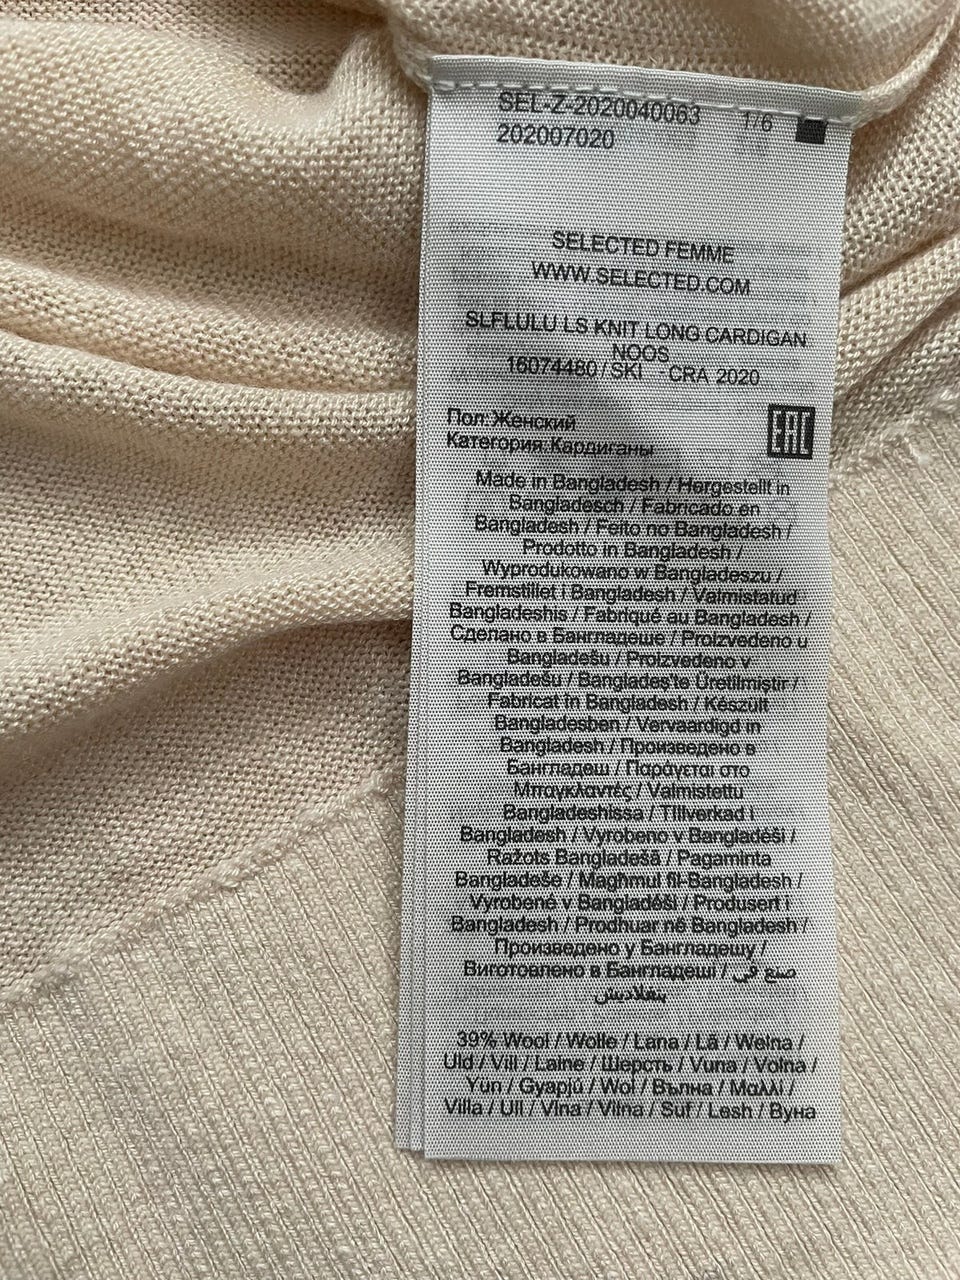 SEL-Z-2020040063 1/6
202007020
SELECTED FEMME
WWW.SELECTED.COM
SLFLULU LS KNIT LONG CARDIGAN
NOOS
16074480 / SKI - CRA 2020
Пол: Женский
Категория: Кардиганы
EAC
Made in Bangladesh / Hergestellt in
Bangladesch / Fabricado en
Bangladesh / Feito no Bangladesh /
Prodotto in Bangladesh /
Wyprodukowano w Bangladeszu /
Fremstillet i Bangladesh / Valmistatud
Bangladeshis / Fabriqué au Bangladesh /
Сделано в Бангладеше / Proizvedeno u
Bangladešu / Proizvedeno v
Bangladešu / Bangladeş'te Üretilmiştir /
Fabricat in Bangladesh / Készült
Bangladesben / Vervaardigd in
Bangladesh / Произведено в
Бангладеш / Παράγεται στο
Μπαγκλαντές / Valmistettu
Bangladeshissa / Tillverkad i
Bangladesh / Vyrobeno v Bangladéši /
Ražots Bangladešā / Pagaminta
Bangladeše / Magħmul fil-Bangladesh /
Vyrobené v Bangladéši / Produsert i
Bangladesh / Prodhuar në Bangladesh /
Произведено у Бангладешу /
Виготовлено в Бангладеші / صنع في
بنغلاديش
39% Wool / Wolle / Lana / Lã / Wełna /
Uld / Vill / Laine / Шерсть / Vuna / Volna /
Yun / Gyapjú / Wol / Вълна / Μαλλί /
Villa / Ull / Vlna / Vilna / Suf / Lesh / Вуна